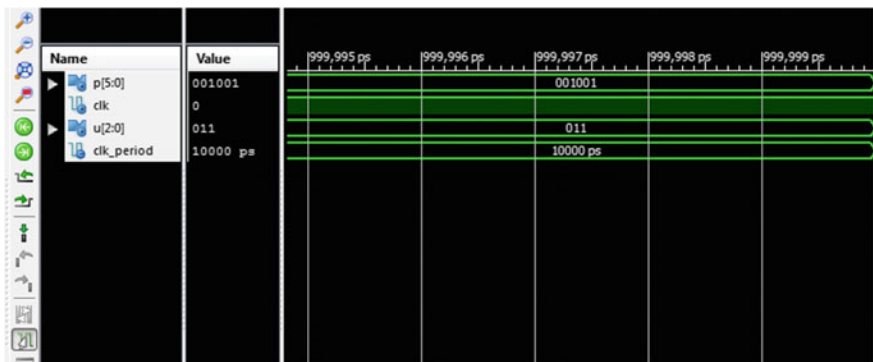 Name Value 999,995 ps 999,996 ps 999,997 ps 999,998 ps 999,999 ps
p[5:0] 001001 001001
clk 0
u[2:0] 011 011
clk_period 10000 ps 10000 ps